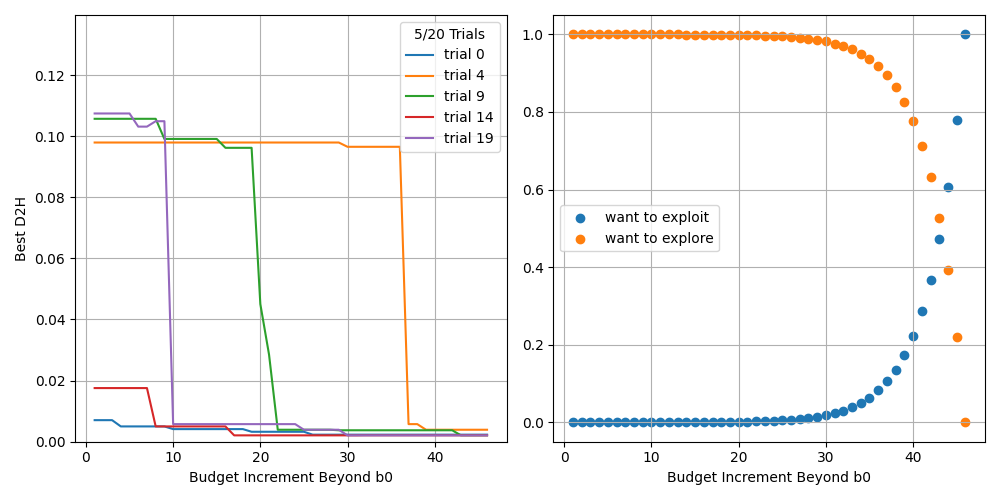 5/20 Trials
trial 0
trial 4
trial 9
trial 14
trial 19
0.12
0.10
0.08
0.06
0.04
0.02
0.00
Best D2H
0 10 20 30 40
Budget Increment Beyond b0
1.0
0.8
0.6
0.4
0.2
0.0
want to exploit
want to explore
0 10 20 30 40
Budget Increment Beyond b0